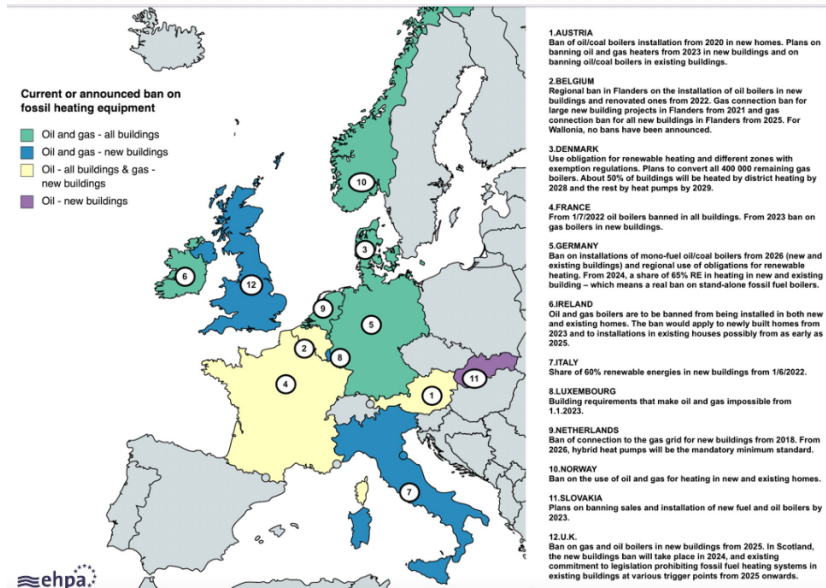 Current or announced ban on
fossil heating equipment
Oil and gas - all buildings
Oil and gas - new buildings
Oil - all buildings & gas -
new buildings
Oil - new buildings
10
3
6
12
9
5
2
8
4
11
1
7
ehpa
1.AUSTRIA
Ban of oil/coal boilers installation from 2020 in new homes. Plans on
banning oil and gas heaters from 2023 in new buildings and on
banning oil/coal boilers in existing buildings.
2.BELGIUM
Regional ban in Flanders on the installation of oil boilers in new
buildings and renovated ones from 2022. Gas connection ban for
large new building projects in Flanders from 2021 and gas
connection ban for all new buildings in Flanders from 2025. For
Wallonia, no bans have been announced.
3.DENMARK
Use obligation for renewable heating and different zones with
exemption regulations. Plans to convert all 400 000 remaining gas
boilers. About 50% of buildings will be heated by district heating by
2028 and the rest by heat pumps by 2029.
4.FRANCE
From 1/7/2022 oil boilers banned in all buildings. From 2023 ban on
gas boilers in new buildings.
5.GERMANY
Ban on installations of mono-fuel oil/coal boilers from 2026 (new and
existing buildings) and regional use of obligations for renewable
heating. From 2024, a share of 65% RE in heating in new and existing
building – which means a real ban on stand-alone fossil fuel boilers.
6.IRELAND
Oil and gas boilers are to be banned from being installed in both new
and existing homes. The ban would apply to newly built homes from
2023 and to installations in existing houses possibly from as early as
2025.
7.ITALY
Share of 60% renewable energies in new buildings from 1/6/2022.
8.LUXEMBOURG
Building requirements that make oil and gas impossible from
1.1.2023.
9.NETHERLANDS
Ban of connection to the gas grid for new buildings from 2018. From
2026, hybrid heat pumps will be the mandatory minimum standard.
10.NORWAY
Ban on the use of oil and gas for heating in new and existing homes.
11.SLOVAKIA
Plans on banning sales and installation of new fuel and oil boilers by
2023.
12.U.K.
Ban on gas and oil boilers in new buildings from 2025. In Scotland,
the new buildings ban will take place in 2024, and existing
commitment to legislation prohibiting fossil fuel heating systems in
existing buildings at various trigger points from 2025 onwards.